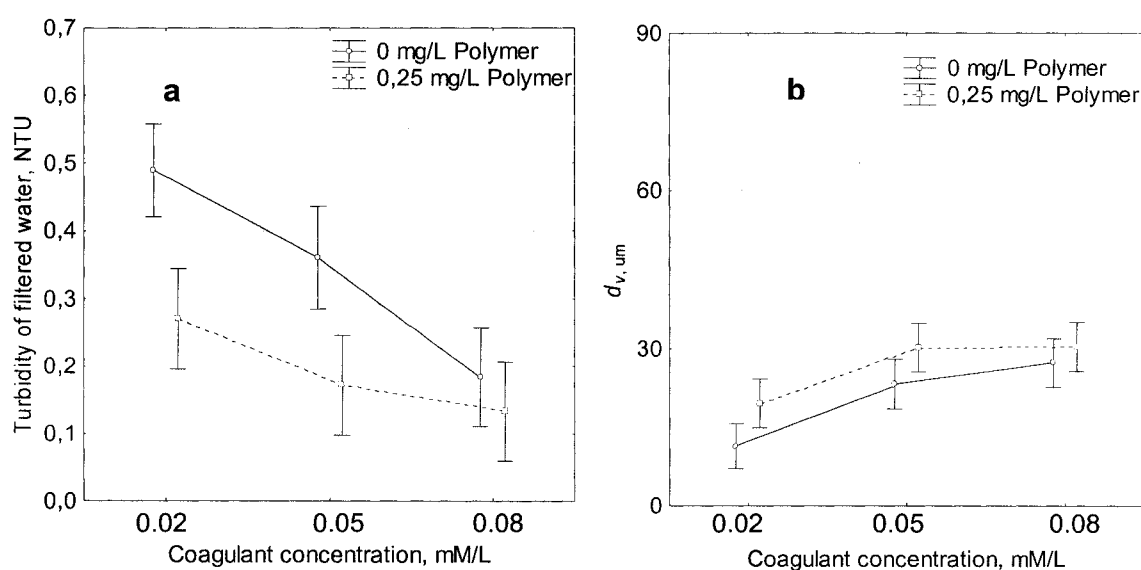 0,7
0,6
0,5
0,4
0,3
0,2
0,1
0,0
Turbidity of filtered water, NTU
a
0 mg/L Polymer
0,25 mg/L Polymer
0.02 0.05 0.08
Coagulant concentration, mM/L
90
60
30
0
dv, um
b
0 mg/L Polymer
0,25 mg/L Polymer
0.02 0.05 0.08
Coagulant concentration, mM/L